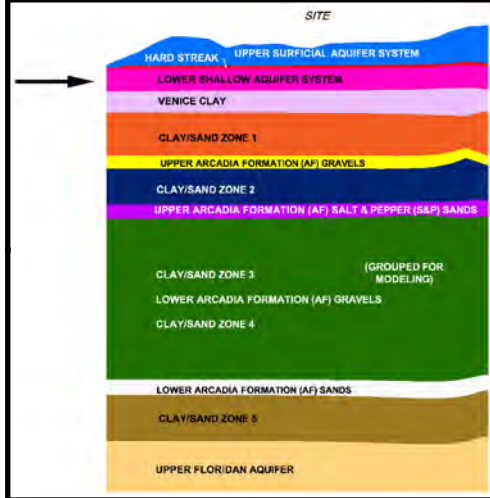 SITE
HARD STREAK
UPPER SURFICIAL AQUIFER SYSTEM
LOWER SHALLOW AQUIFER SYSTEM
VENICE CLAY
CLAY/SAND ZONE 1
UPPER ARCADIA FORMATION (AF) GRAVELS
CLAY/SAND ZONE 2
UPPER ARCADIA FORMATION (AF) SALT & PEPPER (S&P) SANDS
CLAY/SAND ZONE 3
(GROUPED FOR
MODELING)
LOWER ARCADIA FORMATION (AF) GRAVELS
CLAY/SAND ZONE 4
LOWER ARCADIA FORMATION (AF) SANDS
CLAY/SAND ZONE 5
UPPER FLORIDAN AQUIFER